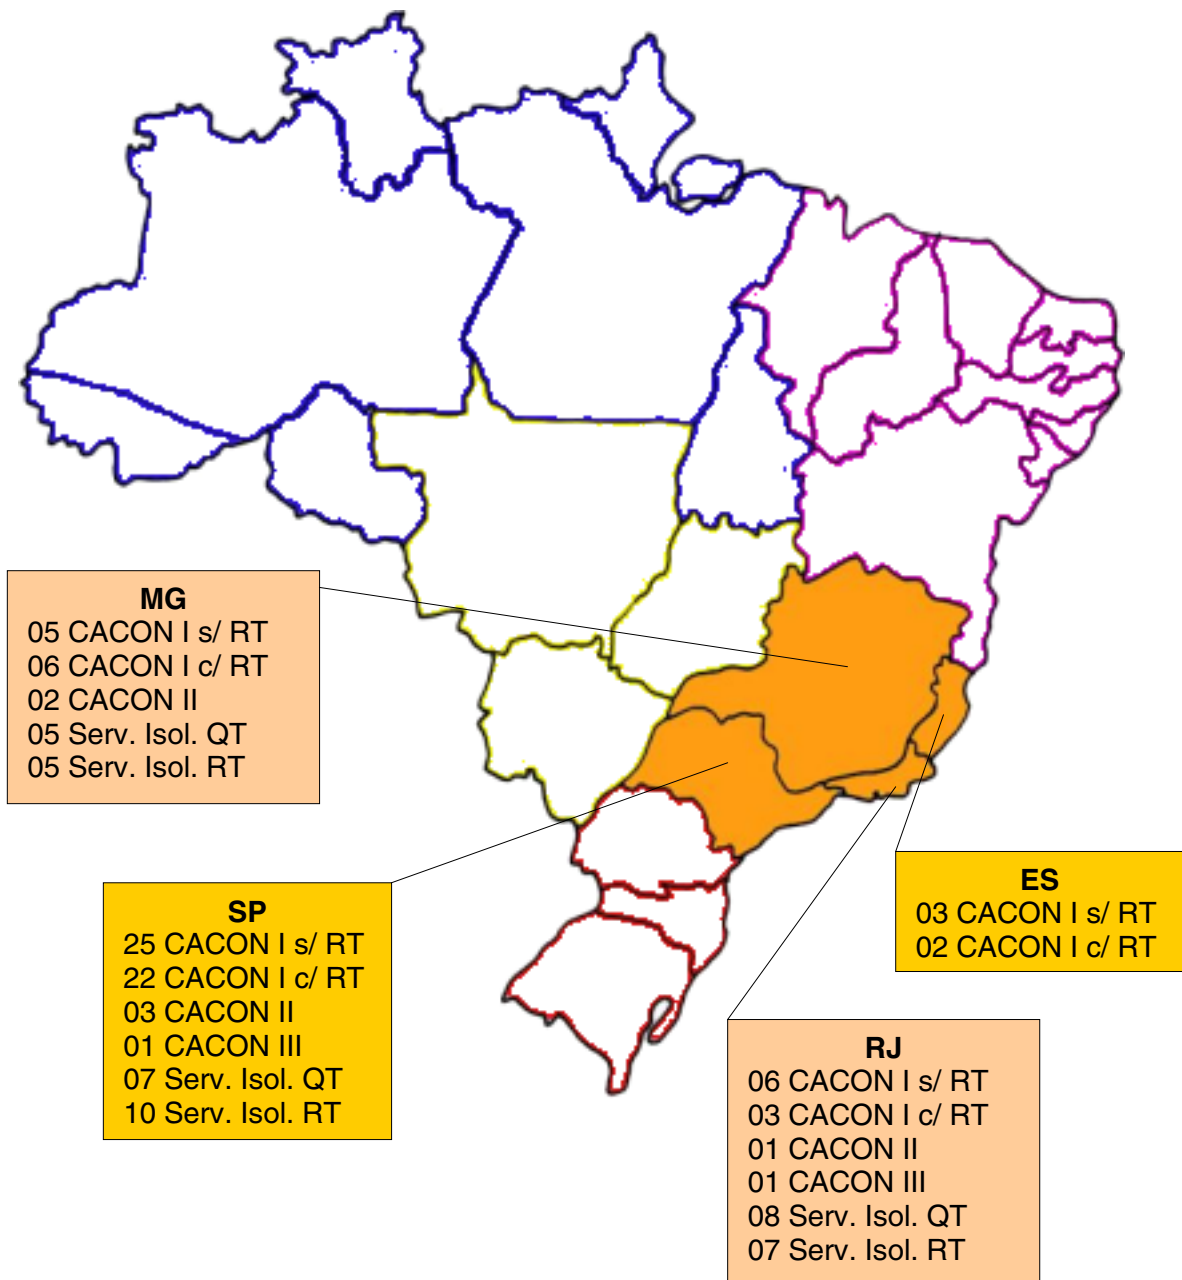 MG
05 CACON I s/ RT
06 CACON I c/ RT
02 CACON II
05 Serv. Isol. QT
05 Serv. Isol. RT
SP
25 CACON I s/ RT
22 CACON I c/ RT
03 CACON II
01 CACON III
07 Serv. Isol. QT
10 Serv. Isol. RT
ES
03 CACON I s/ RT
02 CACON I c/ RT
RJ
06 CACON I s/ RT
03 CACON I c/ RT
01 CACON II
01 CACON III
08 Serv. Isol. QT
07 Serv. Isol. RT